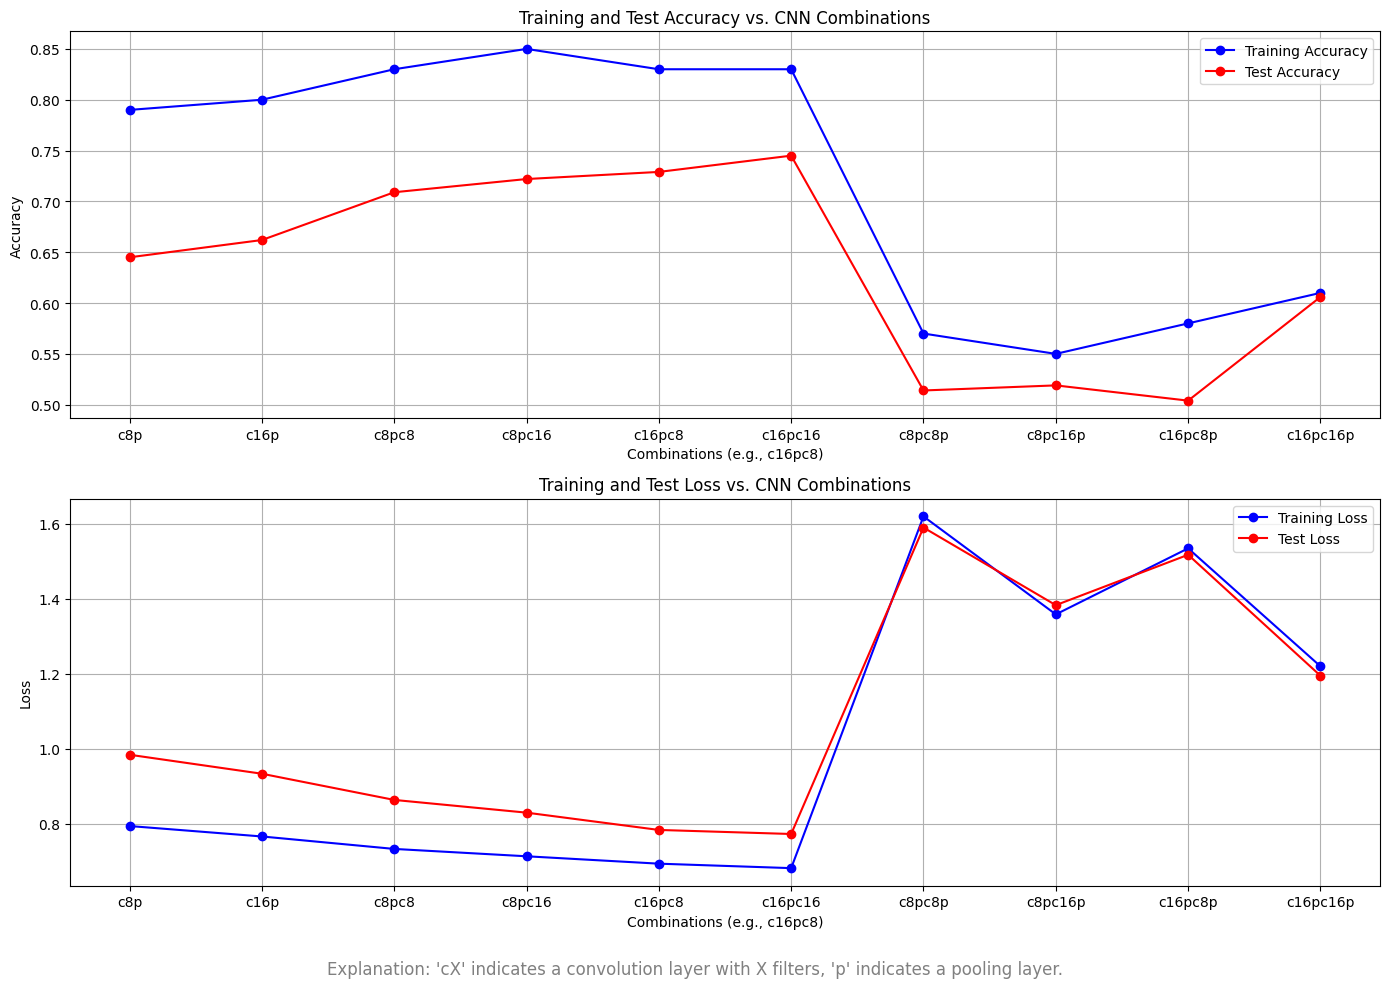 Training and Test Accuracy vs. CNN Combinations
0.85
0.80
0.75
0.70
0.65
0.60
0.55
0.50
Accuracy
Training Accuracy
Test Accuracy
c8p c16p c8pc8 c8pc16 c16pc8 c16pc16 c8pc8p c8pc16p c16pc8p c16pc16p
Combinations (e.g., c16pc8)
Training and Test Loss vs. CNN Combinations
1.6
1.4
1.2
1.0
0.8
Loss
Training Loss
Test Loss
c8p c16p c8pc8 c8pc16 c16pc8 c16pc16 c8pc8p c8pc16p c16pc8p c16pc16p
Combinations (e.g., c16pc8)
Explanation: 'cX' indicates a convolution layer with X filters, 'p' indicates a pooling layer.